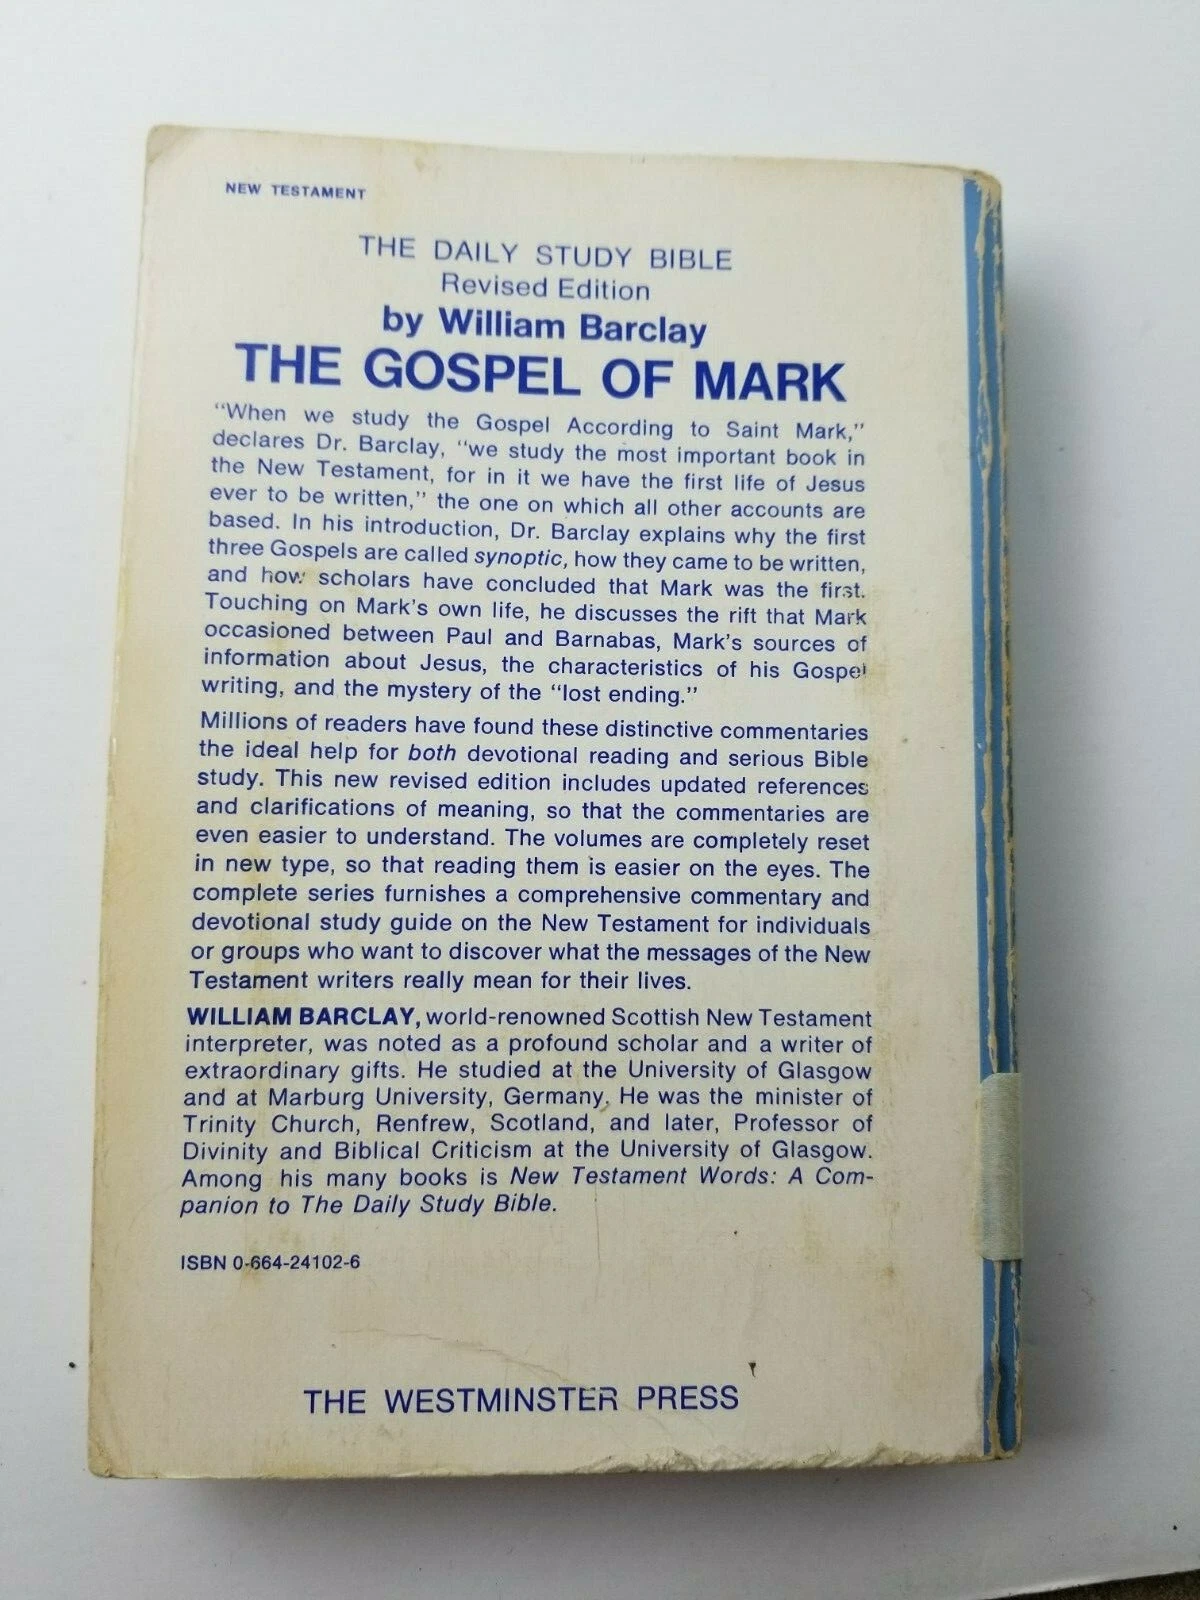 NEW TESTAMENT
THE DAILY STUDY BIBLE
Revised Edition
by William Barclay
THE GOSPEL OF MARK
"When we study the Gospel According to Saint Mark,"
declares Dr. Barclay, "we study the most important book in
the New Testament, for in it we have the first life of Jesus
ever to be written," the one on which all other accounts are
based. In his introduction, Dr. Barclay explains why the first
three Gospels are called synoptic, how they came to be written,
and how scholars have concluded that Mark was the first.
Touching on Mark's own life, he discusses the rift that Mark
occasioned between Paul and Barnabas, Mark's sources of
information about Jesus, the characteristics of his Gospel
writing, and the mystery of the "lost ending."
Millions of readers have found these distinctive commentaries
the ideal help for both devotional reading and serious Bible
study. This new revised edition includes updated references
and clarifications of meaning, so that the commentaries are
even easier to understand. The volumes are completely reset
in new type, so that reading them is easier on the eyes. The
complete series furnishes a comprehensive commentary and
devotional study guide on the New Testament for individuals
or groups who want to discover what the messages of the New
Testament writers really mean for their lives.
WILLIAM BARCLAY, world-renowned Scottish New Testament
interpreter, was noted as a profound scholar and a writer of
extraordinary gifts. He studied at the University of Glasgow
and at Marburg University, Germany. He was the minister of
Trinity Church, Renfrew, Scotland, and later, Professor of
Divinity and Biblical Criticism at the University of Glasgow.
Among his many books is New Testament Words: A Com-
panion to The Daily Study Bible.
ISBN 0-664-24102-6
THE WESTMINSTER PRESS